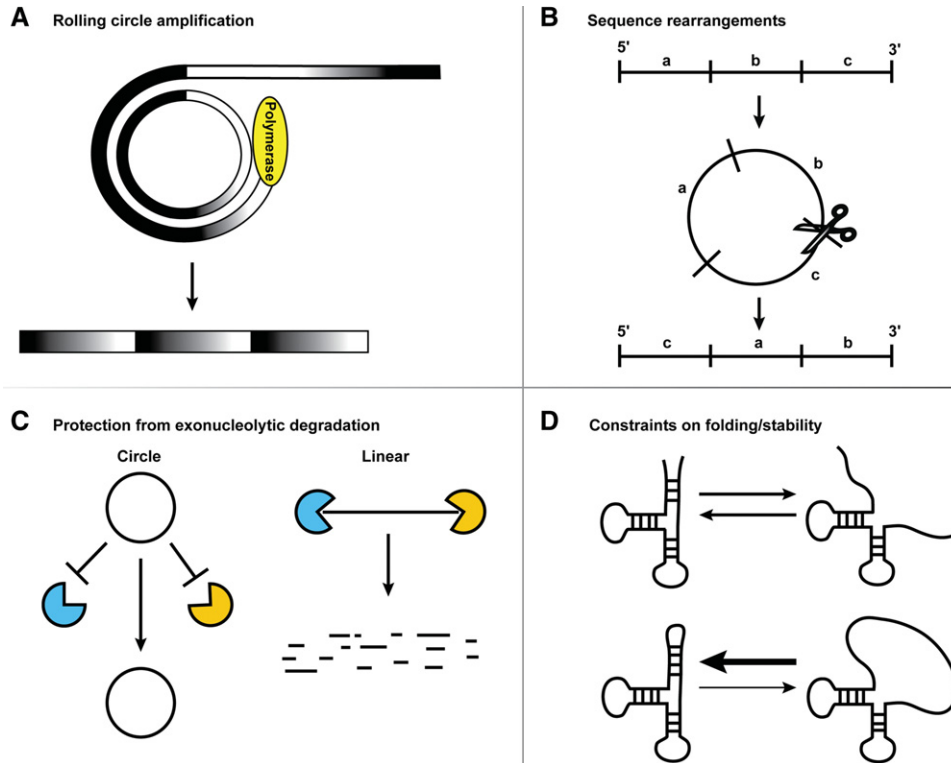 A Rolling circle amplification
Polymerase
B Sequence rearrangements
5' 3'
a b c
b
a
c
5' 3'
c a b
C Protection from exonucleolytic degradation
Circle Linear
D Constraints on folding/stability